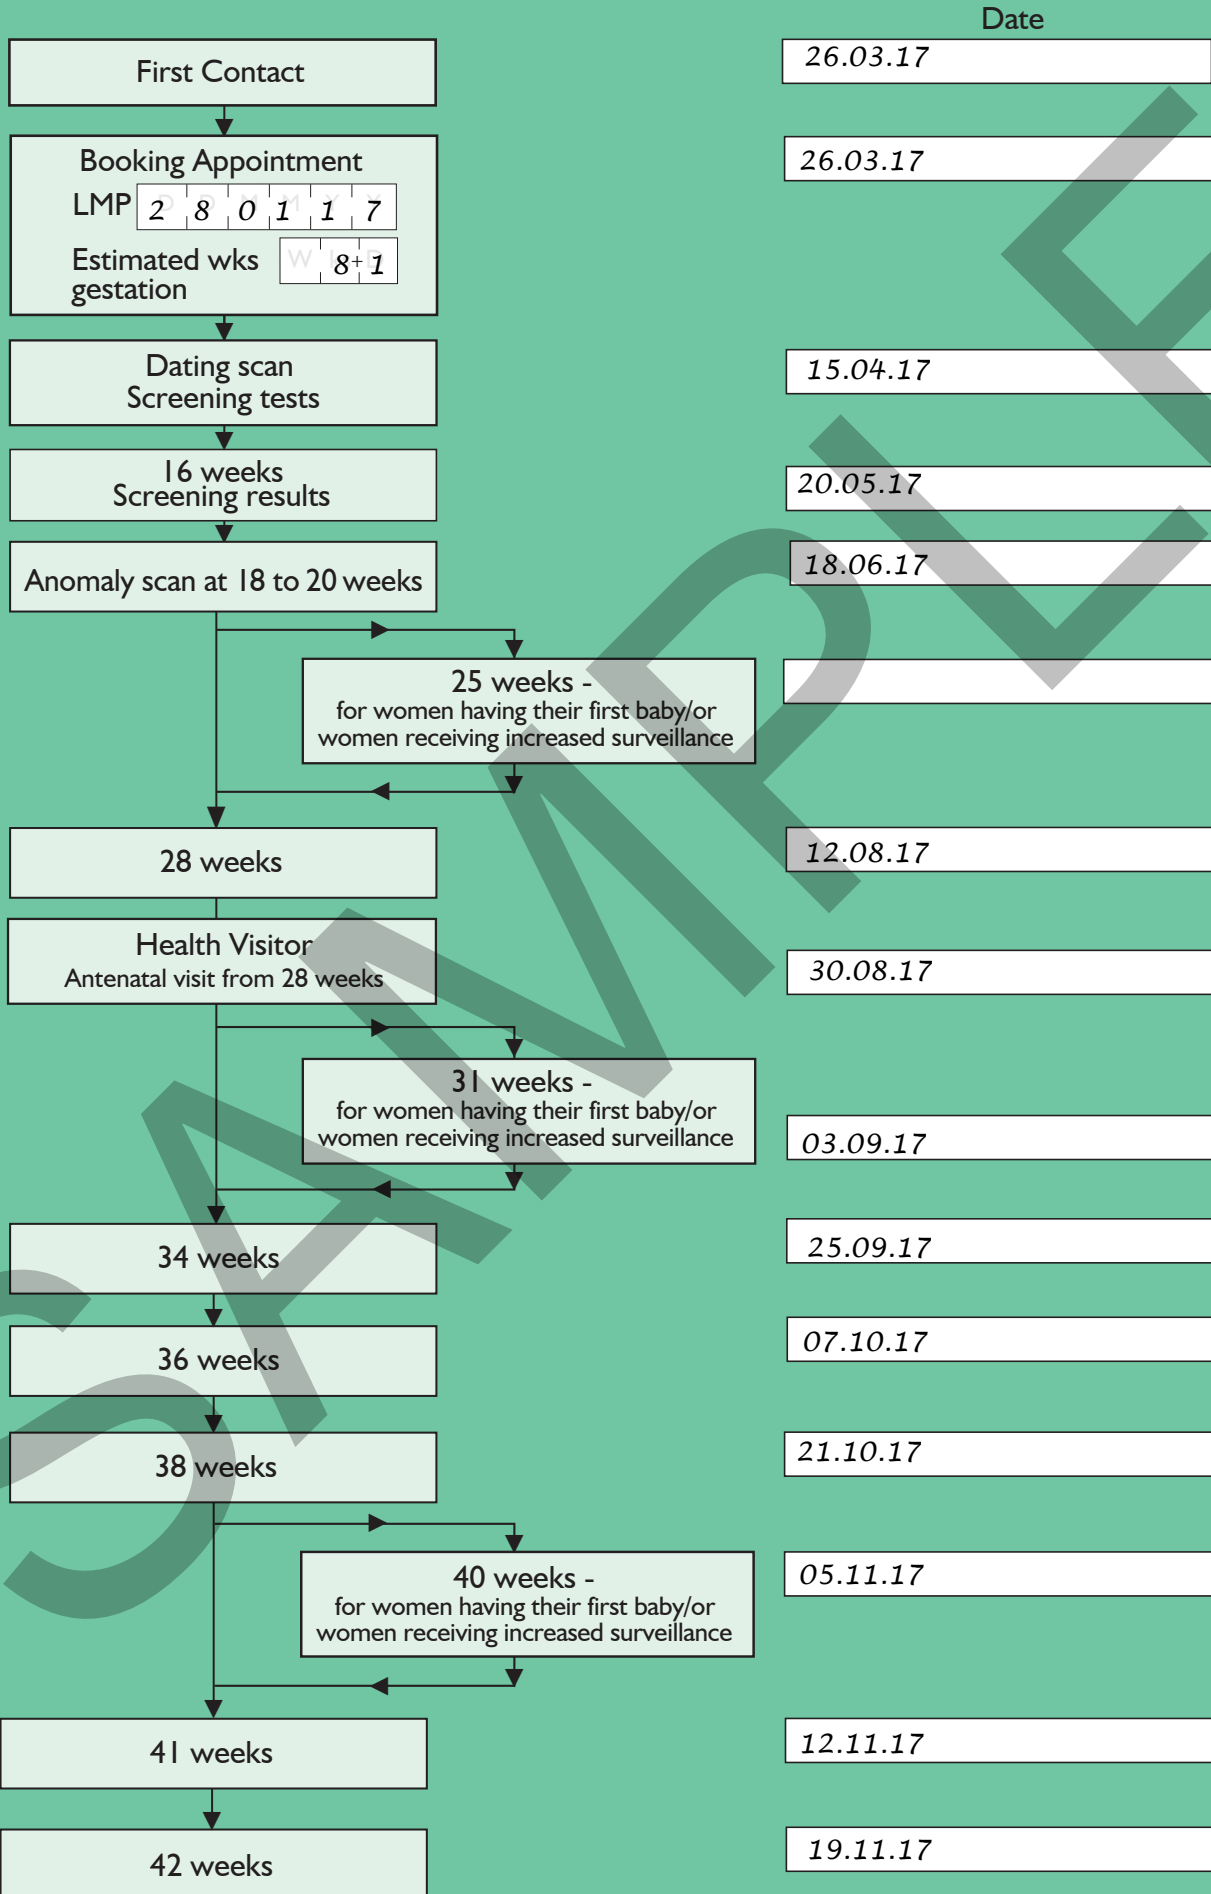 Date
First Contact
26.03.17
Booking Appointment
26.03.17
LMP 2 8 0 1 1 7
Estimated wks W 8+1
gestation
Dating scan
Screening tests
15.04.17
16 weeks
Screening results
20.05.17
Anomaly scan at 18 to 20 weeks
18.06.17
25 weeks -
for women having their first baby/or
women receiving increased surveillance
28 weeks
12.08.17
Health Visitor
Antenatal visit from 28 weeks
30.08.17
31 weeks -
for women having their first baby/or
women receiving increased surveillance
03.09.17
34 weeks
25.09.17
36 weeks
07.10.17
38 weeks
21.10.17
40 weeks -
for women having their first baby/or
women receiving increased surveillance
05.11.17
41 weeks
12.11.17
42 weeks
19.11.17
SAMPLE